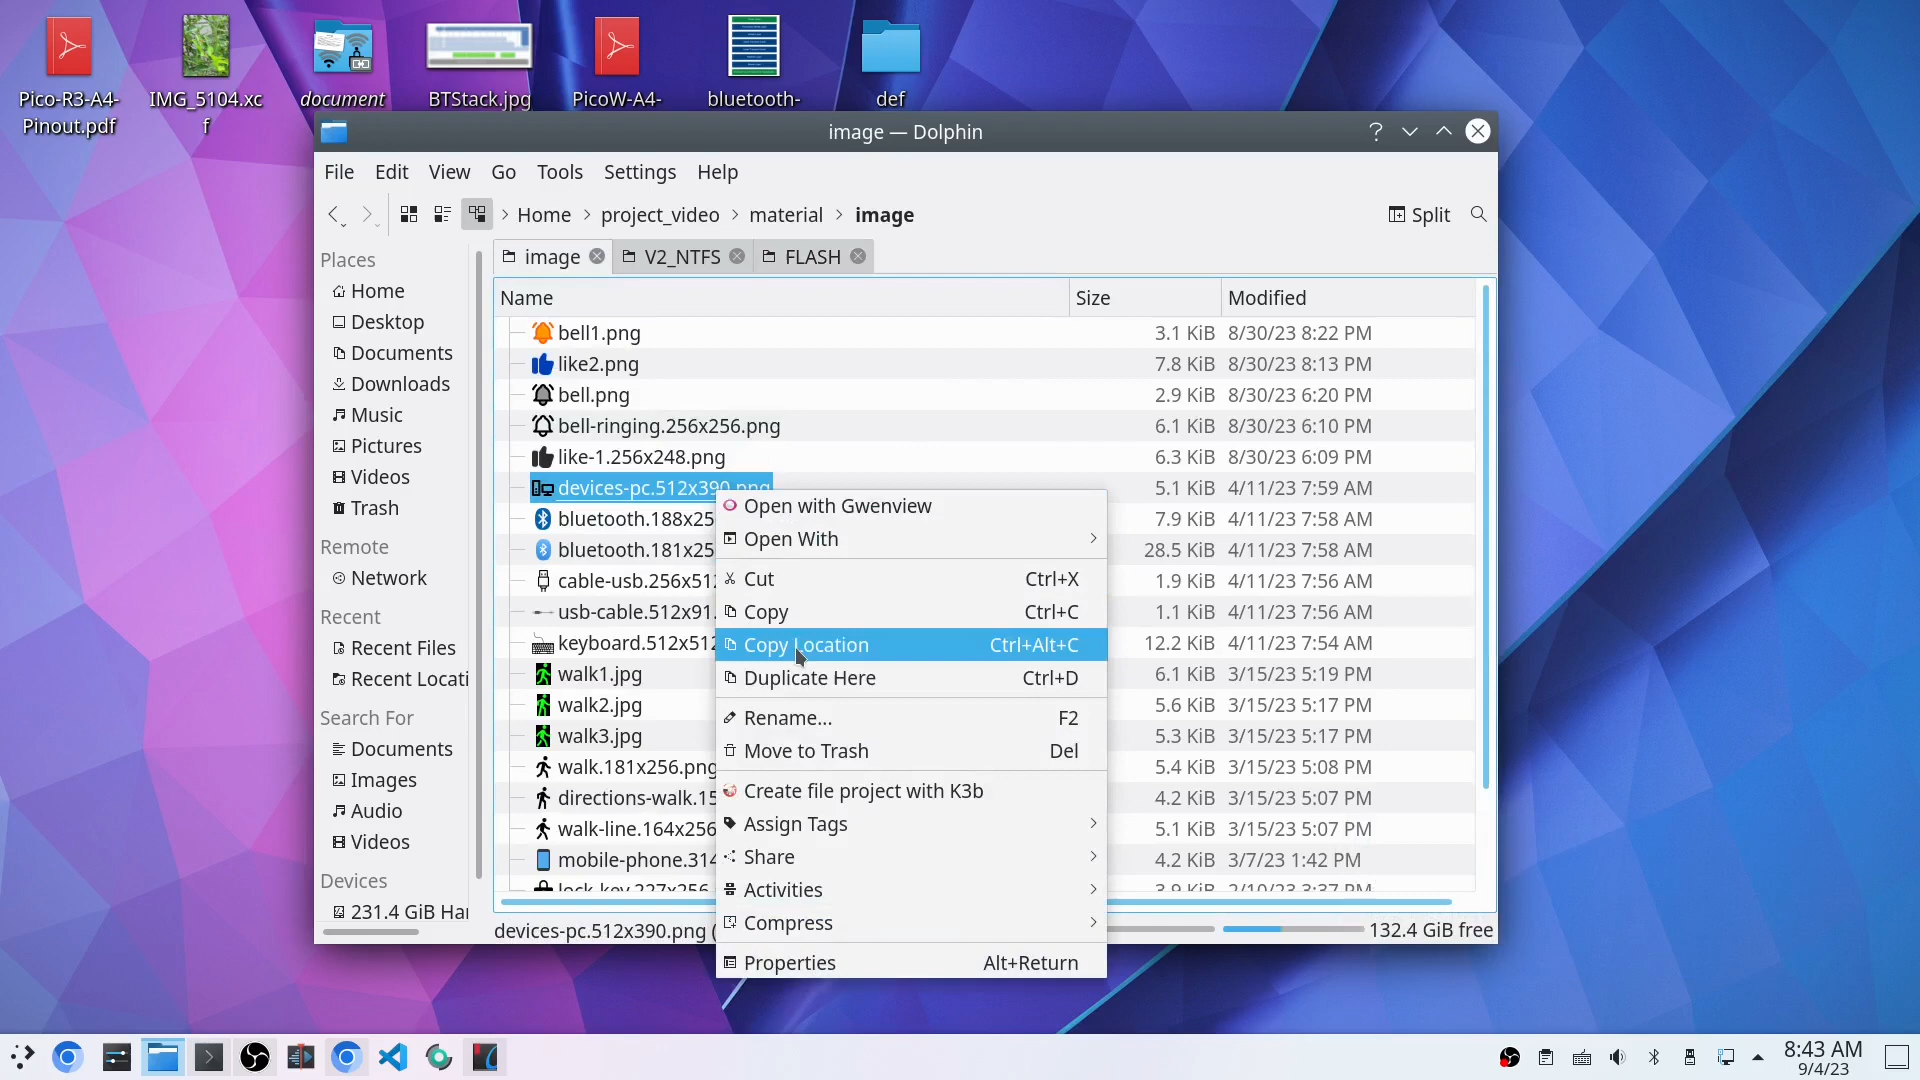 Pico-R3-A4-
Pinout.pdf
IMG_5104.xc
f
document
BTStack.jpg
PicoW-A4-
bluetooth-
def
image — Dolphin
File Edit View Go Tools Settings Help
Home project_video material image
Split
image V2_NTFS FLASH
Places
Home
Desktop
Documents
Downloads
Music
Pictures
Videos
Trash
Remote
Network
Recent
Recent Files
Recent Locati
Search For
Documents
Images
Audio
Videos
Devices
231.4 GiB Har
Name Size Modified
bell1.png 3.1 KiB 8/30/23 8:22 PM
like2.png 7.8 KiB 8/30/23 8:13 PM
bell.png 2.9 KiB 8/30/23 6:20 PM
bell-ringing.256x256.png 6.1 KiB 8/30/23 6:10 PM
like-1.256x248.png 6.3 KiB 8/30/23 6:09 PM
devices-pc.512x390.png 5.1 KiB 4/11/23 7:59 AM
bluetooth.188x25 7.9 KiB 4/11/23 7:58 AM
bluetooth.181x25 28.5 KiB 4/11/23 7:58 AM
cable-usb.256x512 1.9 KiB 4/11/23 7:56 AM
usb-cable.512x91. 1.1 KiB 4/11/23 7:56 AM
keyboard.512x512 12.2 KiB 4/11/23 7:54 AM
walk1.jpg 6.1 KiB 3/15/23 5:19 PM
walk2.jpg 5.6 KiB 3/15/23 5:17 PM
walk3.jpg 5.3 KiB 3/15/23 5:17 PM
walk.181x256.png 5.4 KiB 3/15/23 5:08 PM
directions-walk.15 4.2 KiB 3/15/23 5:07 PM
walk-line.164x256 5.1 KiB 3/15/23 5:07 PM
mobile-phone.314 4.2 KiB 3/7/23 1:42 PM
lock-key.227x256. 3.9 KiB 2/10/23 3:37 PM
Open with Gwenview
Open With
Cut Ctrl+X
Copy Ctrl+C
Copy Location Ctrl+Alt+C
Duplicate Here Ctrl+D
Rename... F2
Move to Trash Del
Create file project with K3b
Assign Tags
Share
Activities
Compress
Properties Alt+Return
devices-pc.512x390.png (
132.4 GiB free
8:43 AM
9/4/23